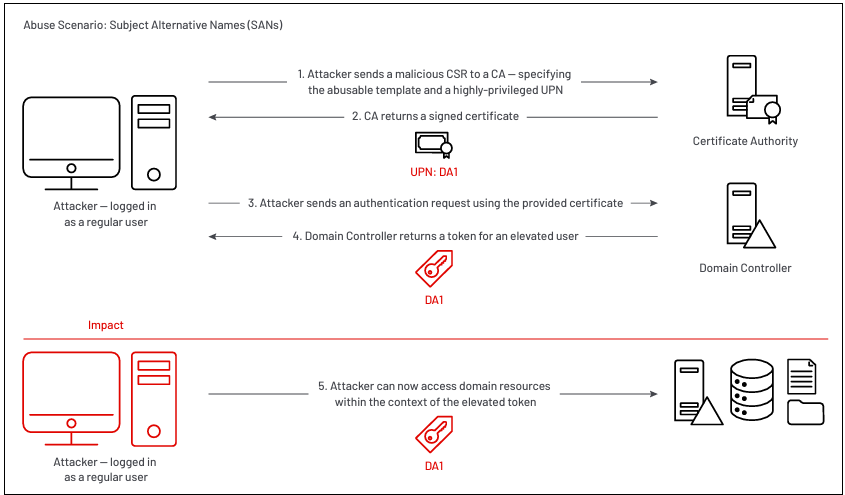 Abuse Scenario: Subject Alternative Names (SANs)
1. Attacker sends a malicious CSR to a CA — specifying
the abusable template and a highly-privileged UPN
2. CA returns a signed certificate
Certificate Authority
UPN: DA1
Attacker — logged in
as a regular user
3. Attacker sends an authentication request using the provided certificate
4. Domain Controller returns a token for an elevated user
Domain Controller
DA1
Impact
5. Attacker can now access domain resources
within the context of the elevated token
DA1
Attacker — logged in
as a regular user